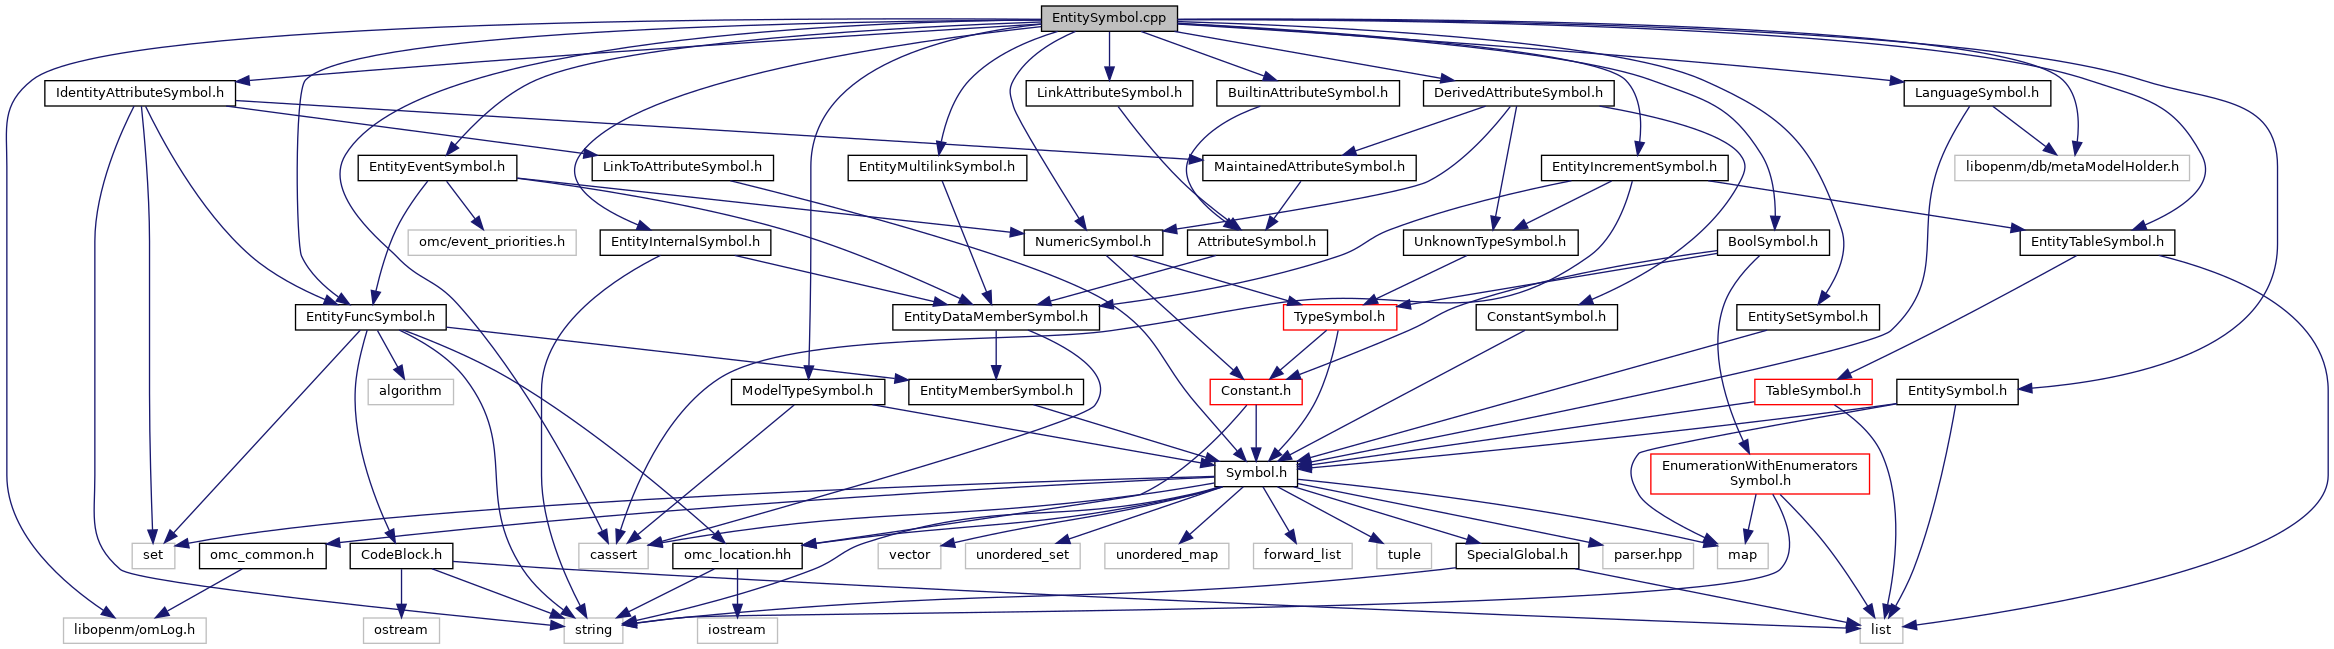 EntitySymbol.cpp
IdentityAttributeSymbol.h
LinkAttributeSymbol.h
BuiltinAttributeSymbol.h
DerivedAttributeSymbol.h
LanguageSymbol.h
EntityEventSymbol.h
LinkToAttributeSymbol.h
EntityMultilinkSymbol.h
MaintainedAttributeSymbol.h
EntityIncrementSymbol.h
libopenm/db/metaModelHolder.h
omc/event_priorities.h
EntityInternalSymbol.h
NumericSymbol.h
AttributeSymbol.h
UnknownTypeSymbol.h
BoolSymbol.h
EntityTableSymbol.h
EntityFuncSymbol.h
EntityDataMemberSymbol.h
TypeSymbol.h
ConstantSymbol.h
EntitySetSymbol.h
algorithm
ModelTypeSymbol.h
EntityMemberSymbol.h
Constant.h
TableSymbol.h
EntitySymbol.h
Symbol.h
EnumerationWithEnumerators
Symbol.h
set
omc_common.h
CodeBlock.h
cassert
omc_location.hh
vector
unordered_set
unordered_map
forward_list
tuple
SpecialGlobal.h
parser.hpp
map
libopenm/omLog.h
ostream
string
iostream
list